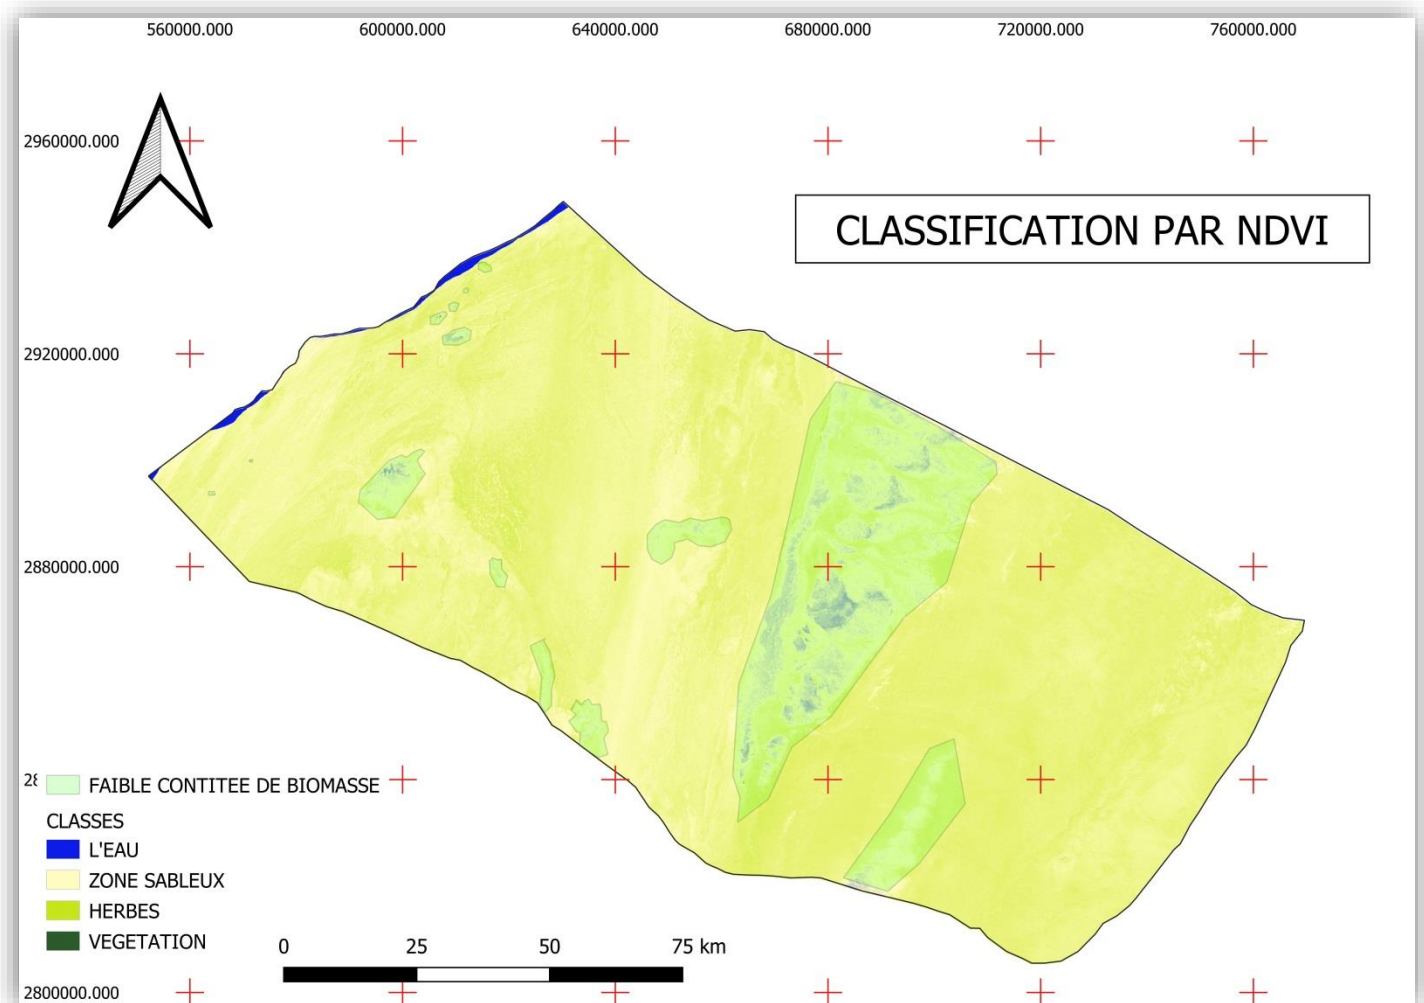 560000.000 600000.000 640000.000 680000.000 720000.000 760000.000
2960000.000
CLASSIFICATION PAR NDVI
2920000.000
2880000.000
FAIBLE CONTITEE DE BIOMASSE
CLASSES
L'EAU
ZONE SABLEUX
HERBES
VEGETATION
0 25 50 75 km
2800000.000